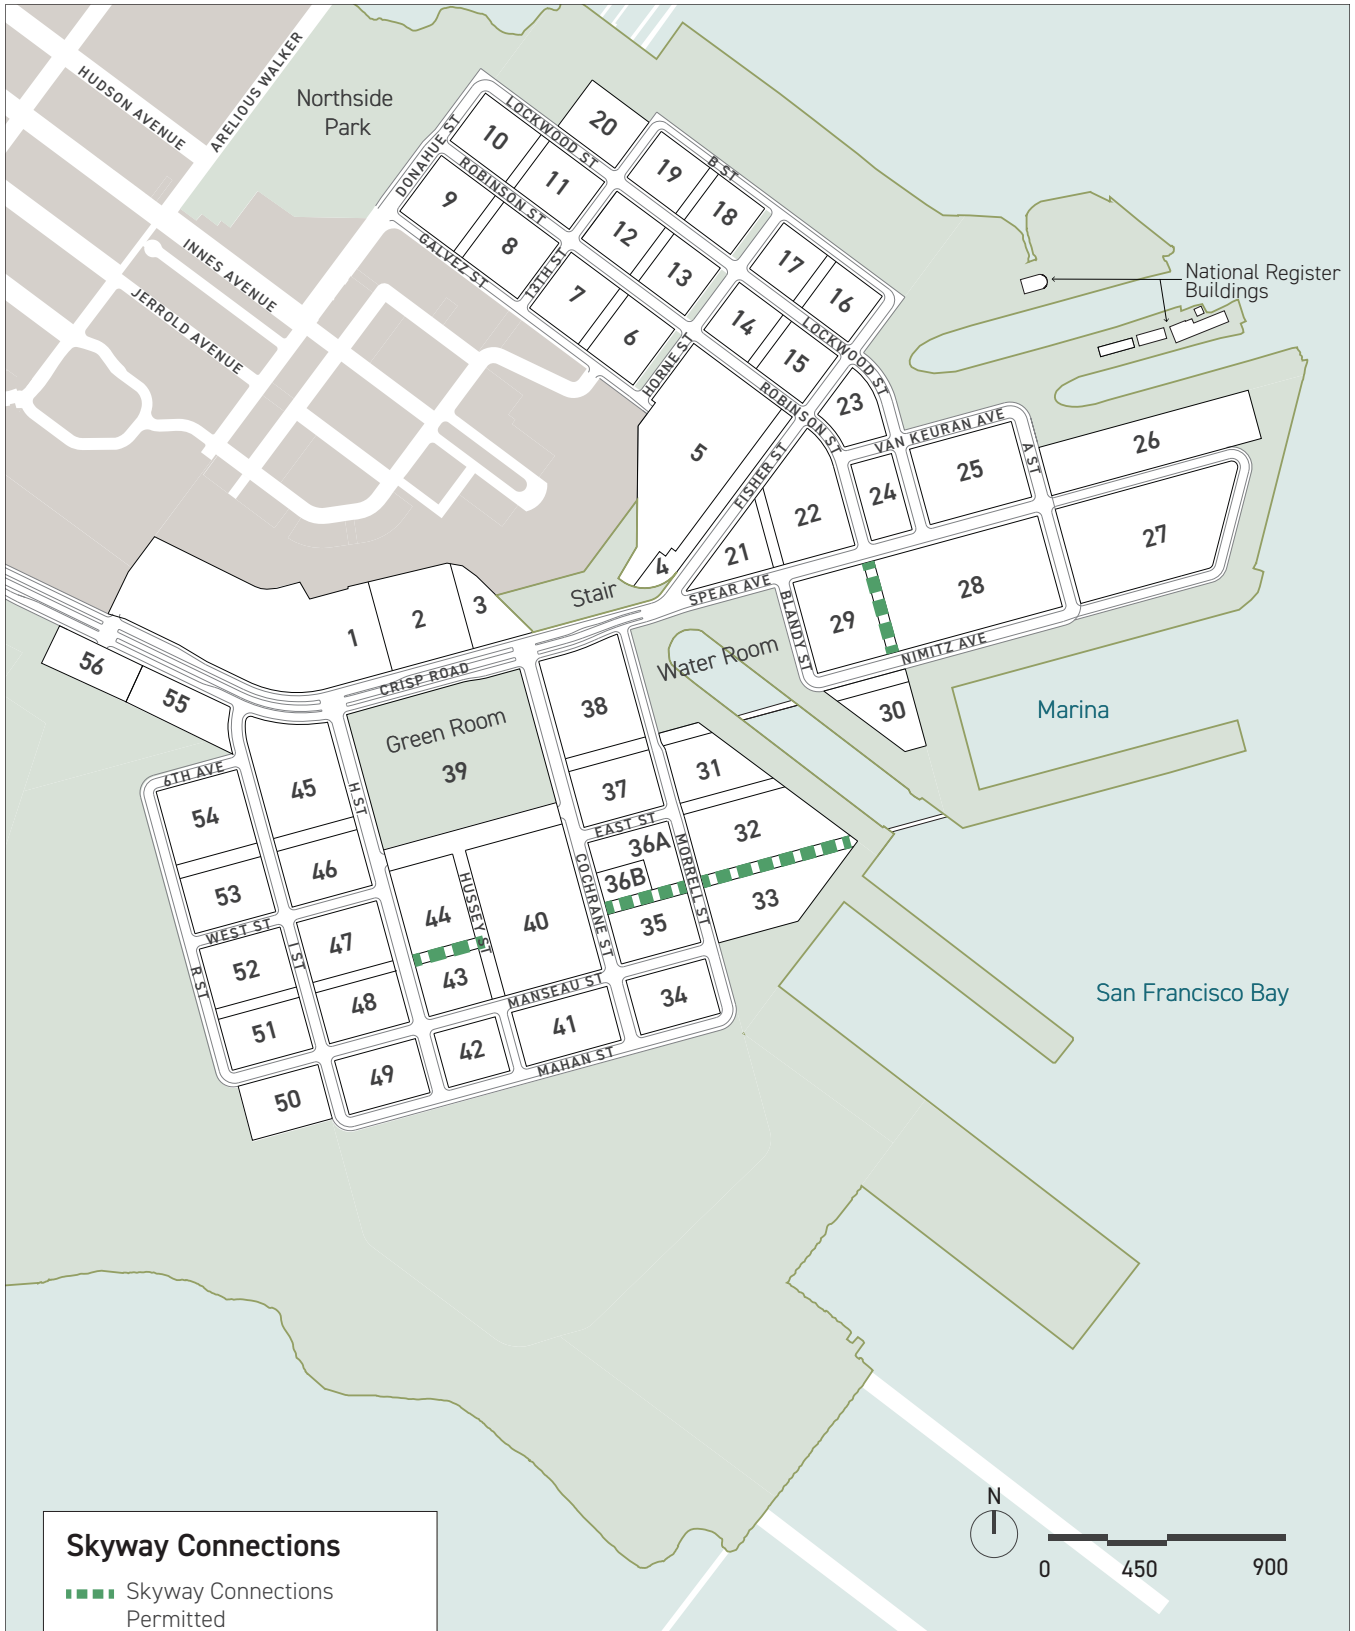 HUDSON AVENUE
ARELIOUS WALKER
Northside
Park
INNES AVENUE
JERROLD AVENUE
DONAHUE ST
LOCKWOOD ST
ROBINSON ST
GALVEZ ST
13TH ST
B ST
HORNE ST
LOCKWOOD ST
ROBINSON ST
FISHER ST
20
10
11
19
18
9
8
12
13
17
16
7
6
14
15
23
5
4
National Register
Buildings
VAN KEURAN AVE
A ST
26
25
24
22
21
27
28
29
SPEAR AVE
BLANDY ST
NIMITZ AVE
30
Stair
Water Room
Marina
1
2
3
CRISP ROAD
56
55
Green Room
39
38
37
31
32
33
EAST ST
36A
36B
35
34
MORRELL ST
COCHRANE ST
6TH AVE
H ST
54
45
46
53
WEST ST
I ST
R ST
52
47
51
48
50
49
44
HUSSEY ST
40
43
MANSEAU ST
42
41
MAHAN ST
San Francisco Bay
N
0
450
900
Skyway Connections
Skyway Connections
Permitted